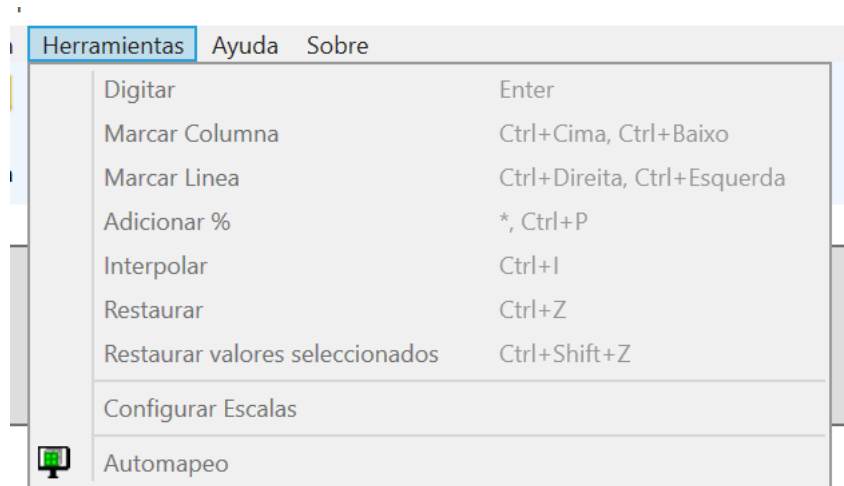 Herramientas Ayuda Sobre
Digitar Enter
Marcar Columna Ctrl+Cima, Ctrl+Baixo
Marcar Linea Ctrl+Direita, Ctrl+Esquerda
Adicionar % *, Ctrl+P
Interpolar Ctrl+I
Restaurar Ctrl+Z
Restaurar valores seleccionados Ctrl+Shift+Z
Configurar Escalas
Automapeo